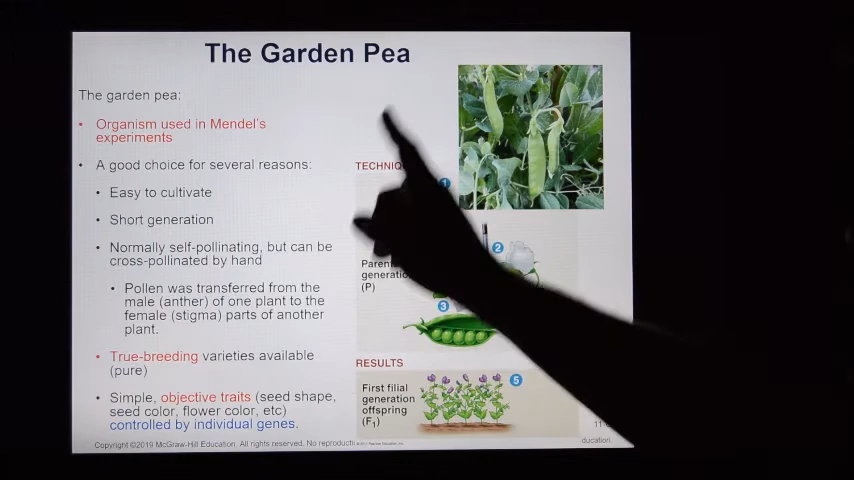 The Garden Pea
The garden pea:
• Organism used in Mendel's
experiments
• A good choice for several reasons:
• Easy to cultivate
• Short generation
• Normally self-pollinating, but can be
cross-pollinated by hand
• Pollen was transferred from the
male (anther) of one plant to the
female (stigma) parts of another
plant.
• True-breeding varieties available
(pure)
• Simple, objective traits (seed shape,
seed color, flower color, etc)
controlled by individual genes.
TECHNIQ
1
2
Paren
generatio
(P)
3
RESULTS
First filial
generation
offspring
(F1)
5
Copyright ©2019 McGraw-Hill Education. All rights reserved. No reproducti
ducation.